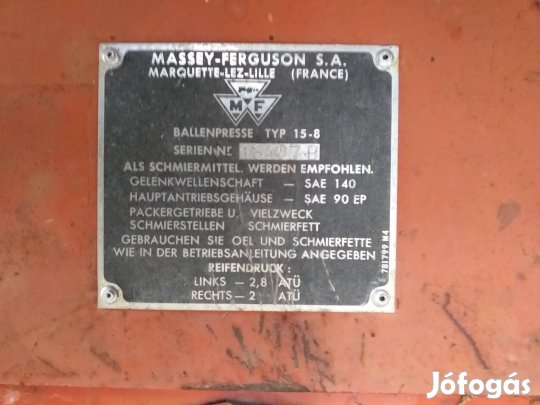 MASSEY-FERGUSON S.A.
MARQUETTE-LEZ-LILLE (FRANCE)
MF
BALLENPRESSE TYP 15-8
SERIEN NR.
ALS SCHMIERMITTEL WERDEN EMPFOHLEN.
GELENKWELLENSCHAFT — SAE 140
HAUPTANTRIEBSGEHÄUSE — SAE 90 EP
PACKERGETRIEBE U. VIELZWECK
SCHMIERSTELLEN SCHMIERFETT
GEBRAUCHEN SIE OEL UND SCHMIERFETTE
WIE IN DER BETRIEBSANLEITUNG ANGEGEBEN
REIFENDRUCK:
LINKS — 2,8 ATÜ
RECHTS — 2 ATÜ
781799 M4
Jófogás